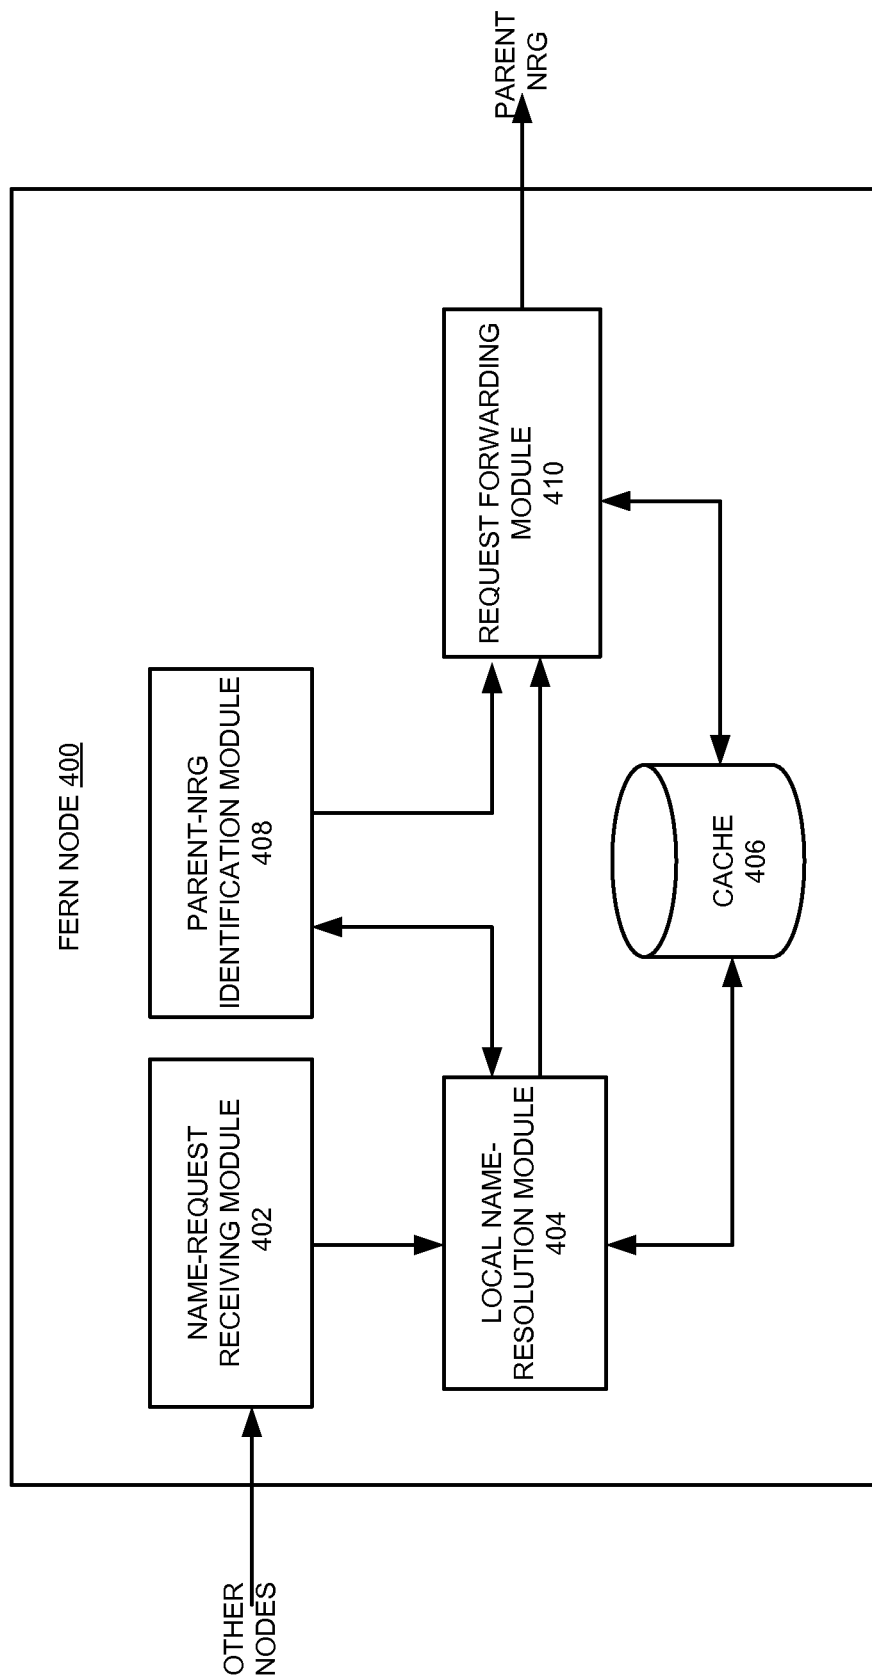 FERN NODE 400
OTHER
NODES
NAME-REQUEST
RECEIVING MODULE
402
PARENT-NRG
IDENTIFICATION MODULE
408
LOCAL NAME-
RESOLUTION MODULE
404
REQUEST FORWARDING
MODULE
410
PARENT
NRG
CACHE
406